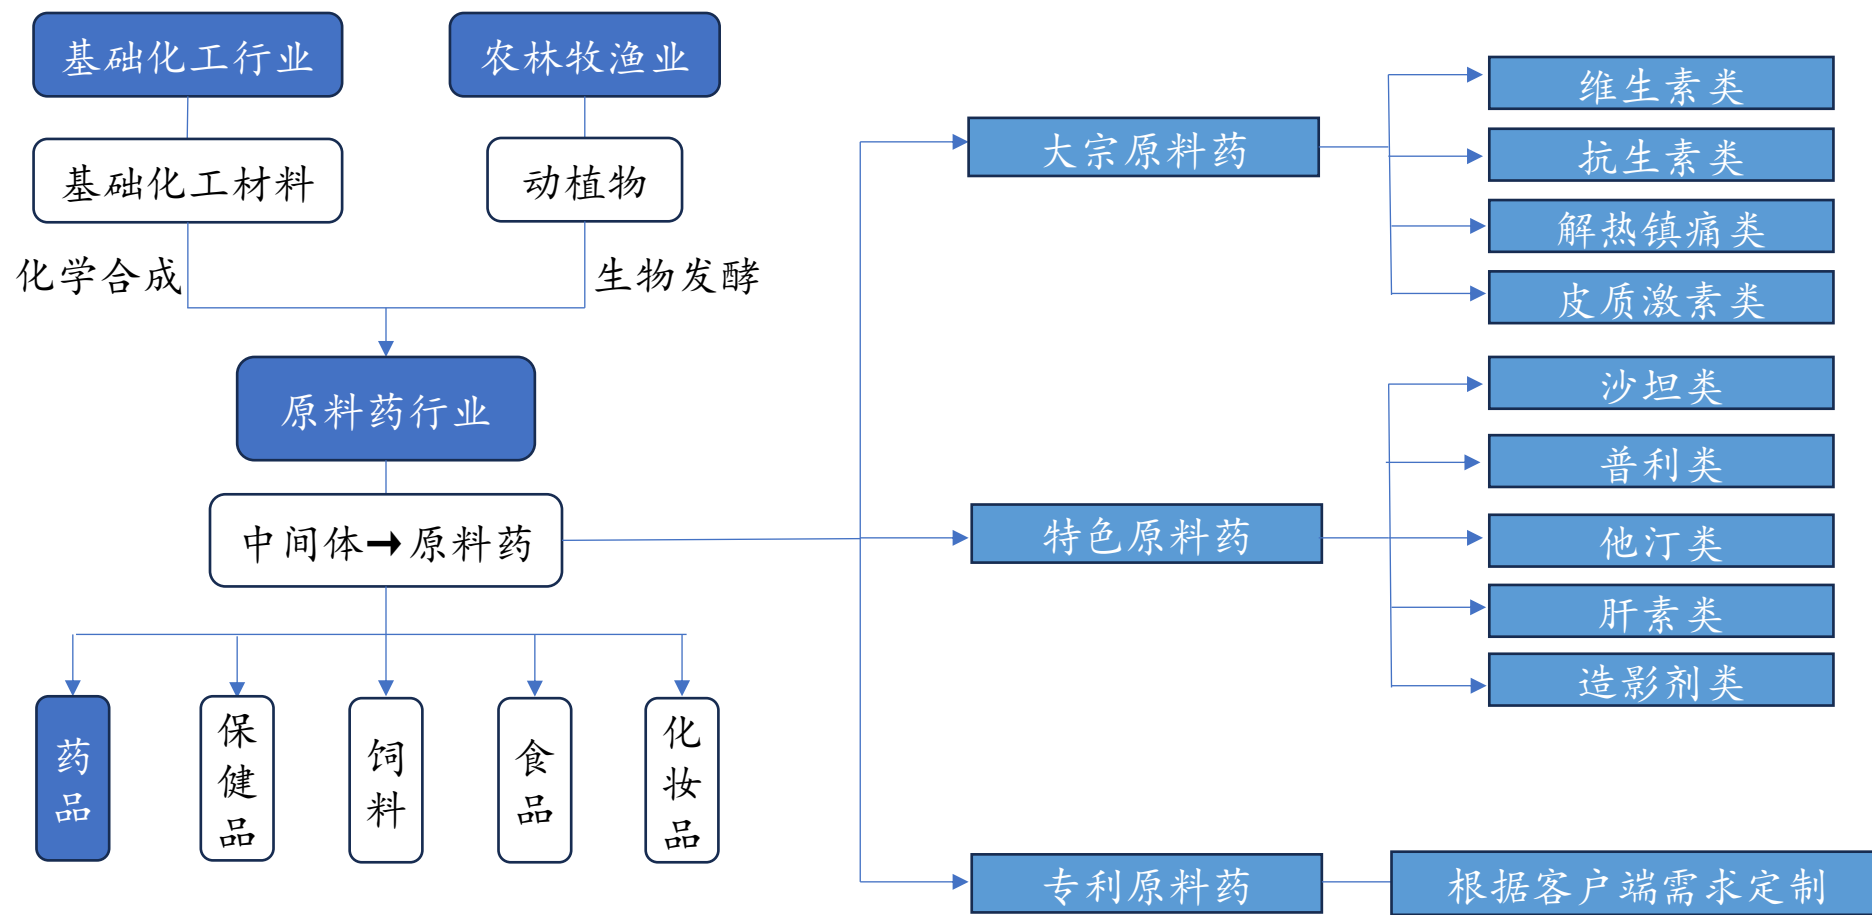 基础化工行业
农林牧渔业
基础化工材料
动植物
化学合成
生物发酵
原料药行业
中间体→原料药
药品
保健品
饲料
食品
化妆品
大宗原料药
维生素类
抗生素类
解热镇痛类
皮质激素类
特色原料药
沙坦类
普利类
他汀类
肝素类
造影剂类
专利原料药
根据客户端需求定制